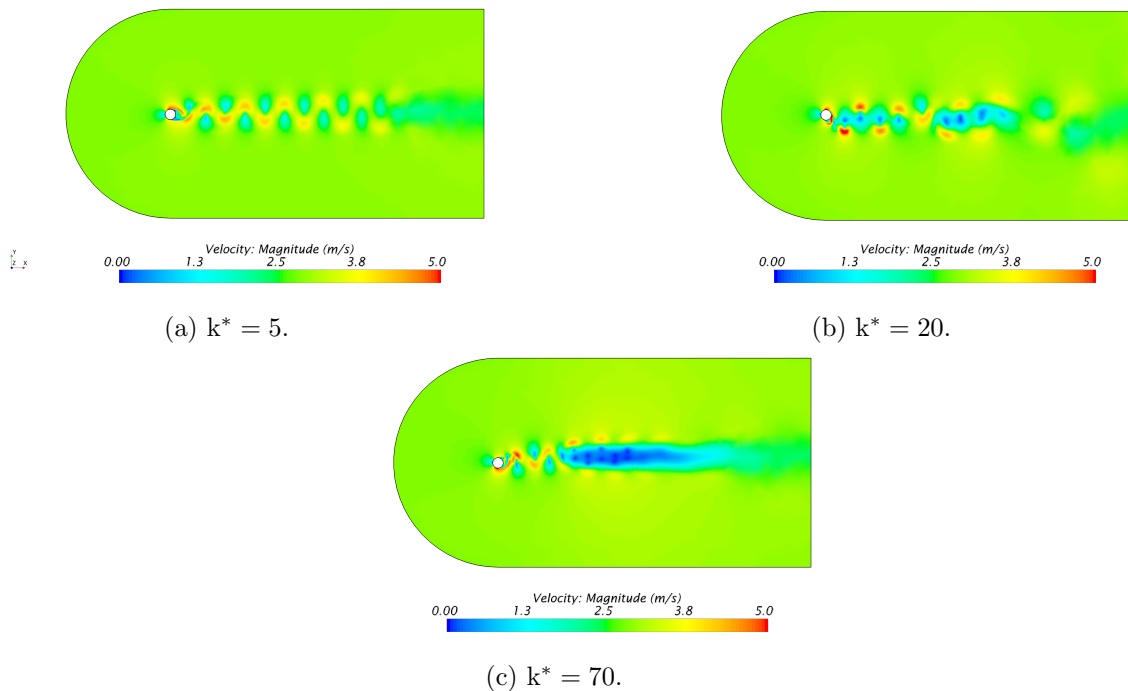 Velocity: Magnitude (m/s)
0.00 1.3 2.5 3.8 5.0
Y
Z X
(a) k* = 5.
Velocity: Magnitude (m/s)
0.00 1.3 2.5 3.8 5.0
(b) k* = 20.
Velocity: Magnitude (m/s)
0.00 1.3 2.5 3.8 5.0
(c) k* = 70.